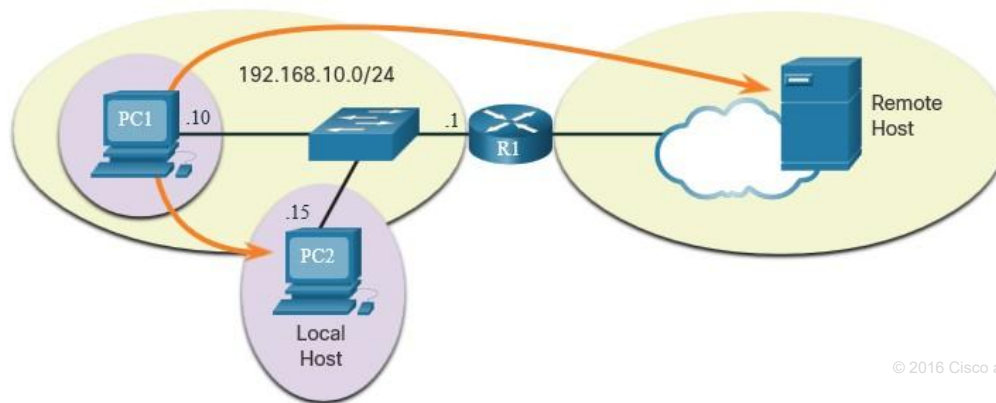 192.168.10.0/24
PC1
.10
.1
R1
Remote
Host
.15
PC2
Local
Host
© 2016 Cisco a